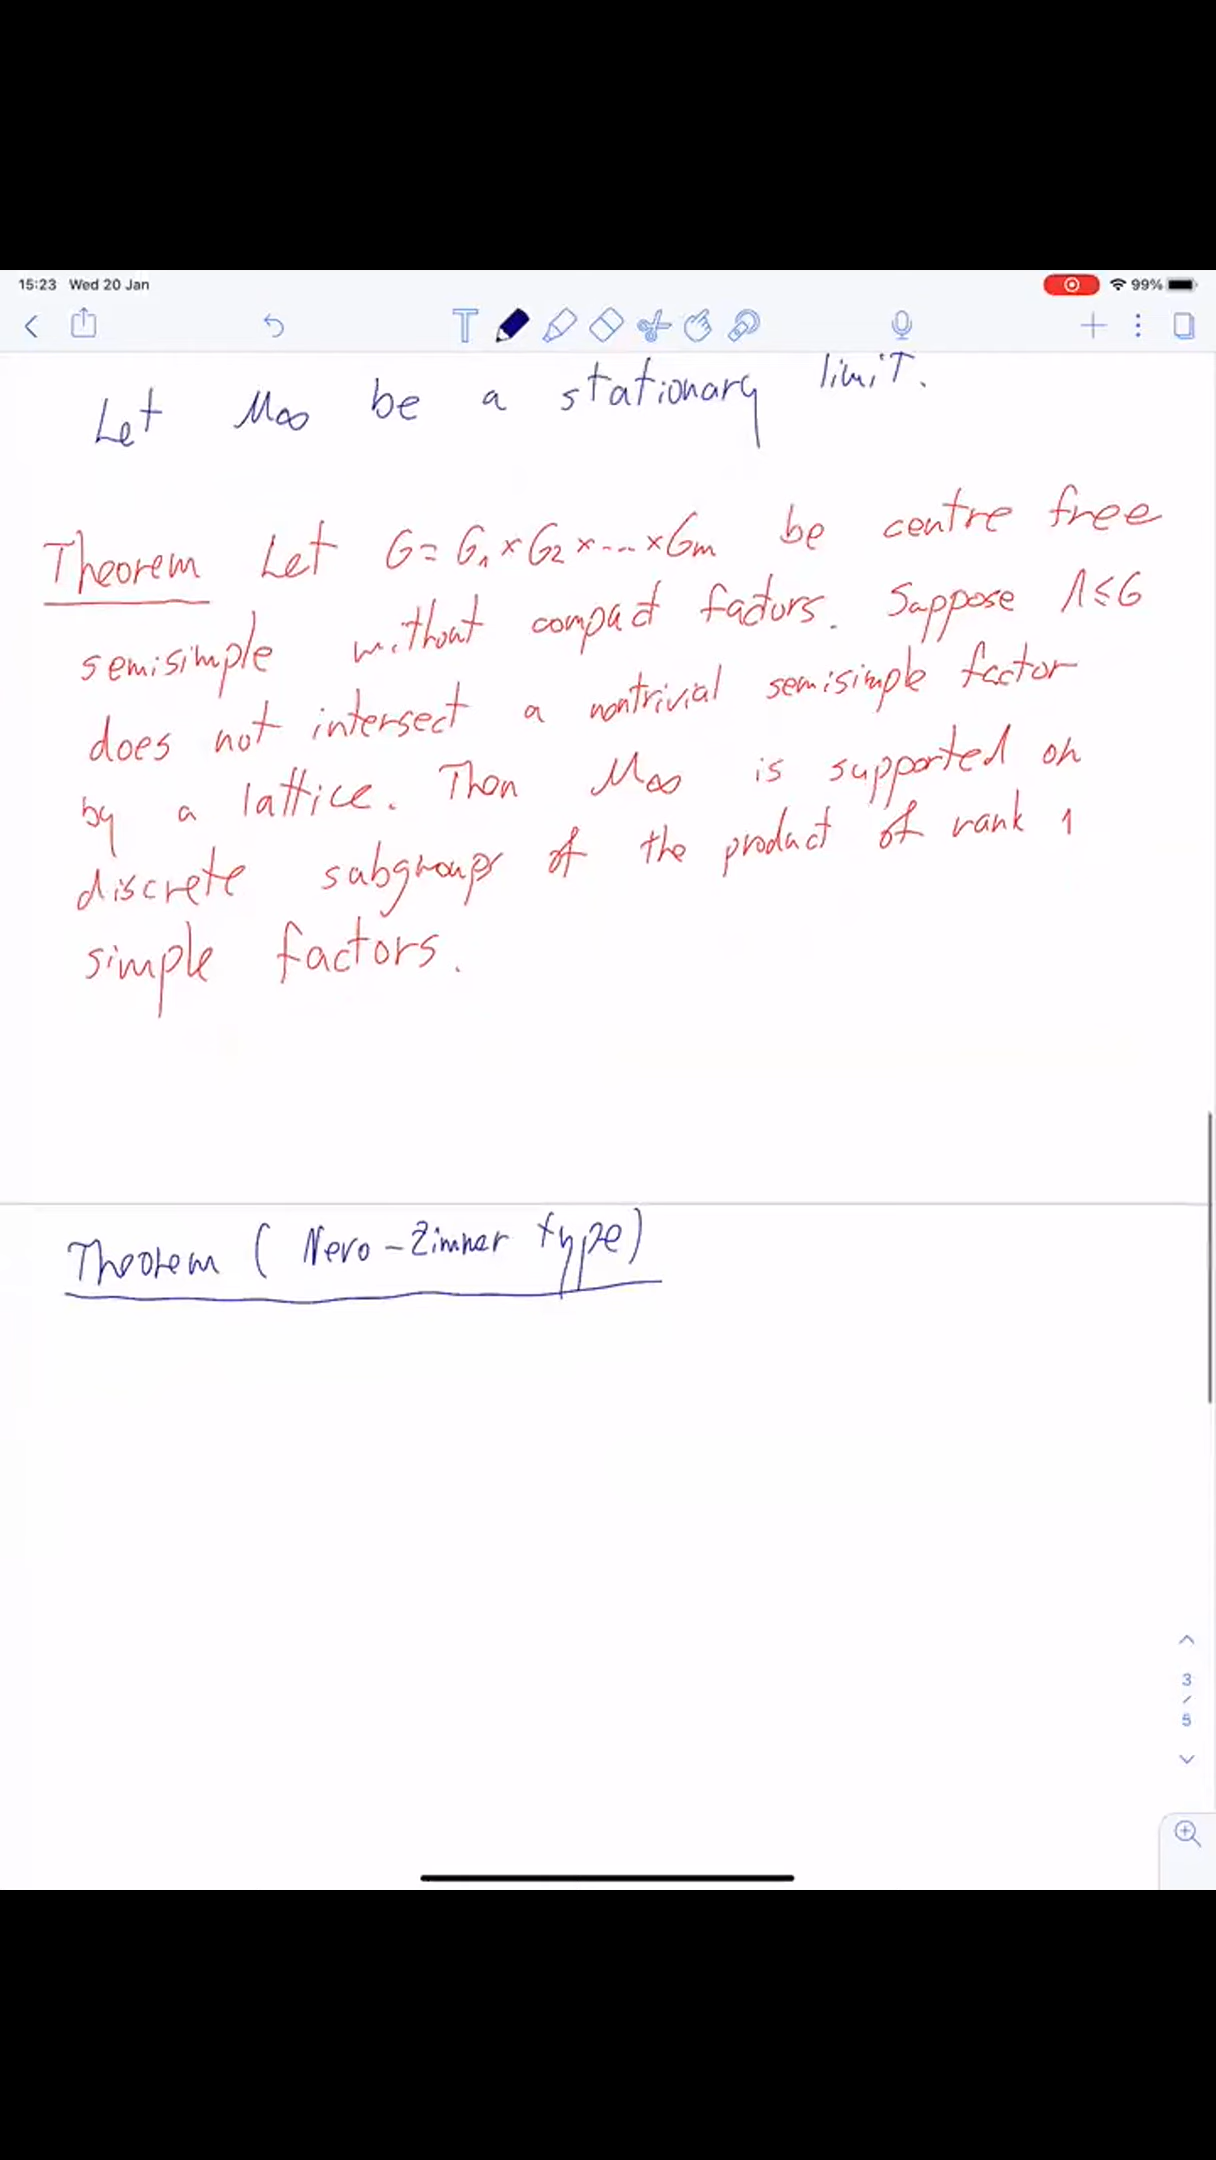 15:23 Wed 20 Jan 99%
T
Let μ∞ be a stationary limit.
Theorem Let G = G₁ × G₂ × ... × Gm be centre free
semisimple without compact factors. Suppose Λ ≤ G
does not intersect a nontrivial semisimple factor
by a lattice. Then μ∞ is supported on
discrete subgroups of the product of rank 1
simple factors.
Theorem ( Nevo - Zimmer type)
3
/
5